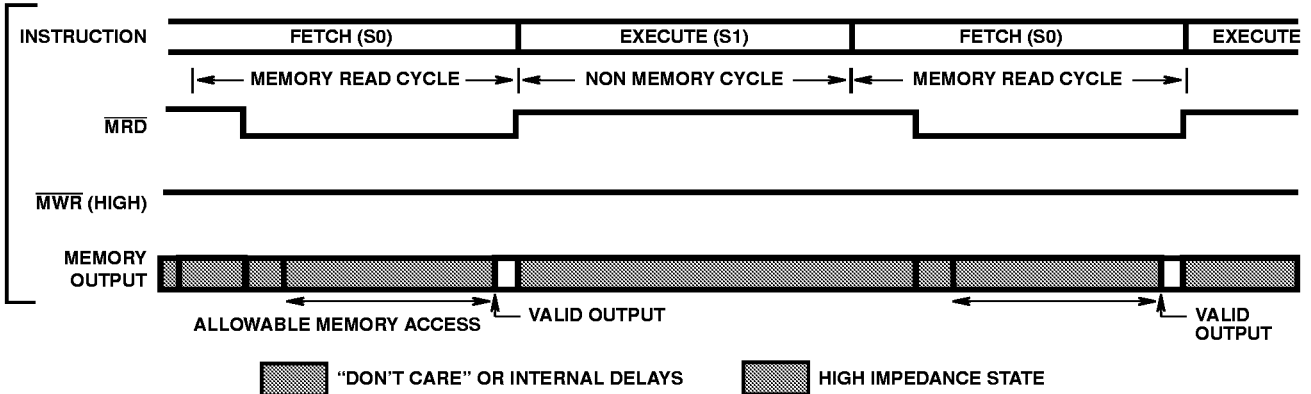 INSTRUCTION FETCH (S0) EXECUTE (S1) FETCH (S0) EXECUTE
MEMORY READ CYCLE NON MEMORY CYCLE MEMORY READ CYCLE
MRD
MWR (HIGH)
MEMORY
OUTPUT
ALLOWABLE MEMORY ACCESS
VALID OUTPUT
VALID
OUTPUT
“DON'T CARE” OR INTERNAL DELAYS
HIGH IMPEDANCE STATE